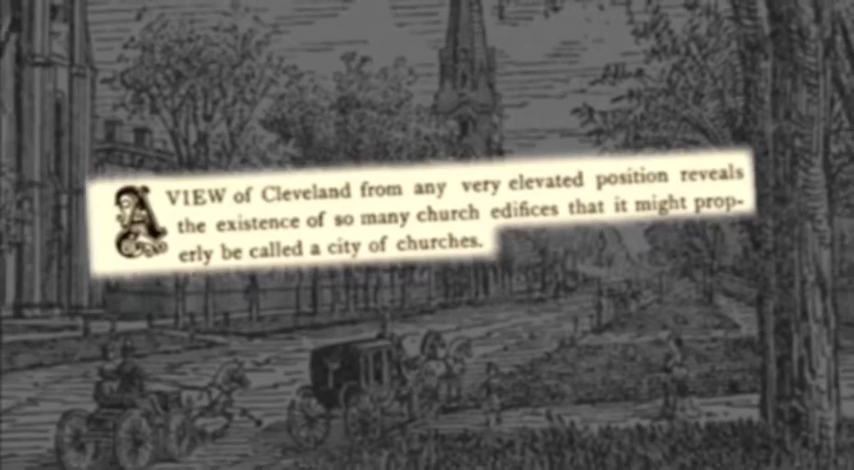 A VIEW of Cleveland from any very elevated position reveals
the existence of so many church edifices that it might prop-
erly be called a city of churches.